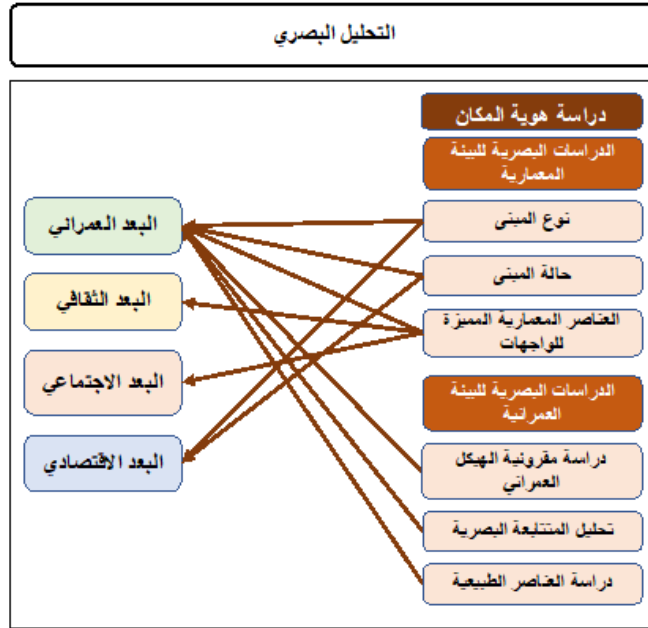 التحليل البصري
دراسة هوية المكان
الدراسات البصرية للبيئة
المعمارية
نوع المبنى
حالة المبنى
العناصر المعمارية المميزة
للواجهات
الدراسات البصرية للبيئة
العمرانية
دراسة مقرونية الهيكل
العمراني
تحليل المتتابعة البصرية
دراسة العناصر الطبيعية
البعد العمراني
البعد الثقافي
البعد الاجتماعي
البعد الاقتصادي